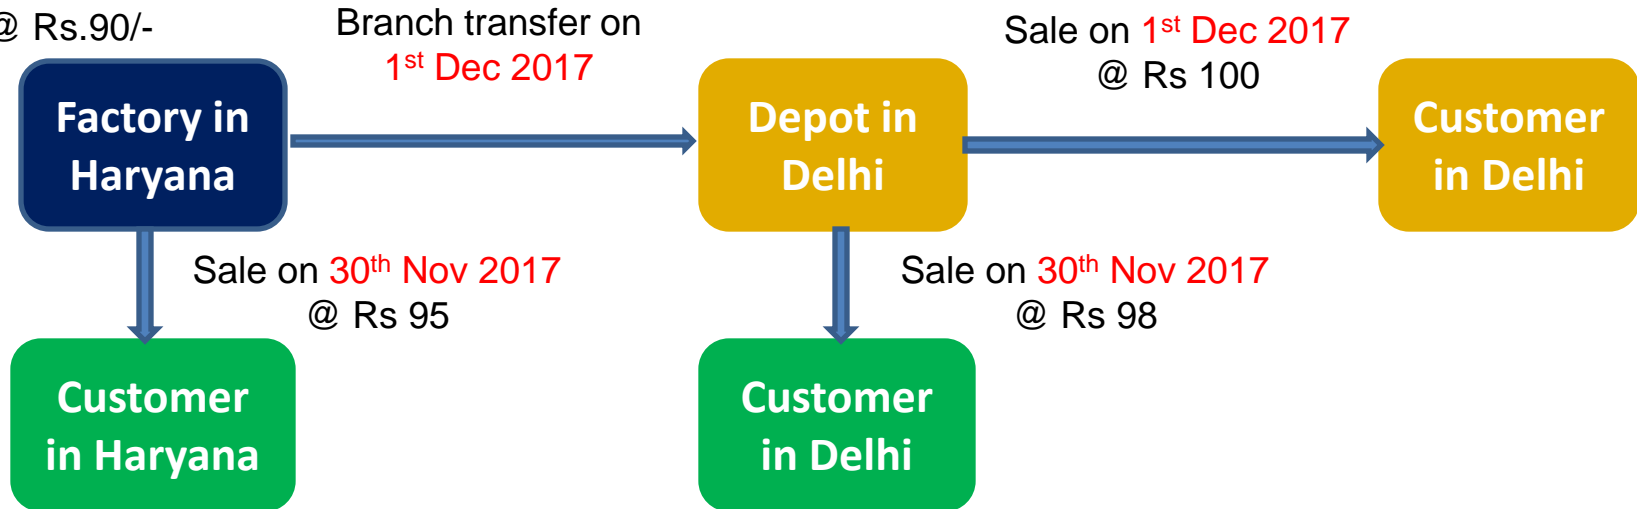 @ Rs.90/-
Branch transfer on
1st Dec 2017
Sale on 1st Dec 2017
@ Rs 100
Factory in
Haryana
Depot in
Delhi
Customer
in Delhi
Sale on 30th Nov 2017
@ Rs 95
Sale on 30th Nov 2017
@ Rs 98
Customer
in Haryana
Customer
in Delhi